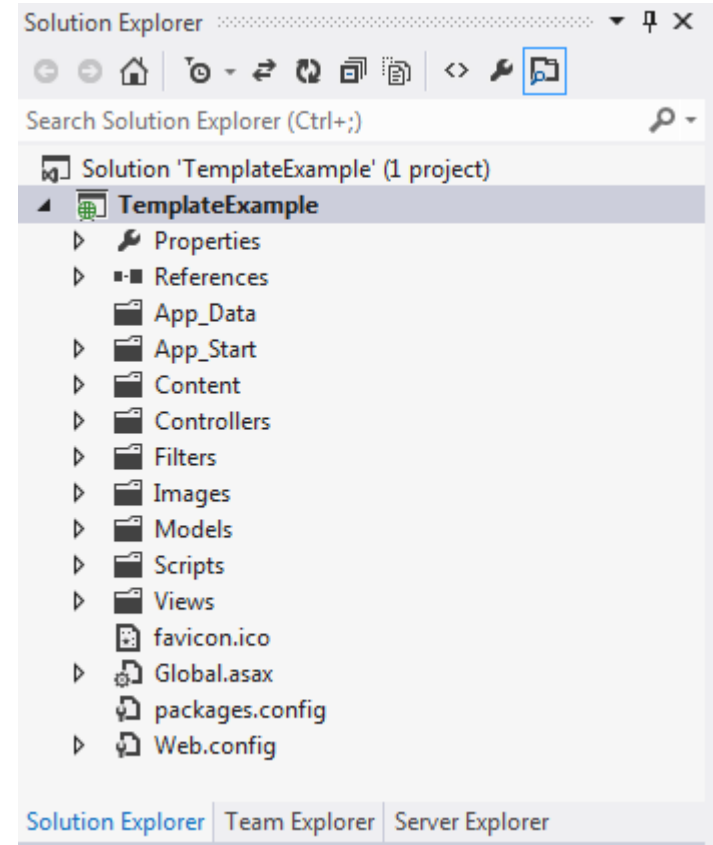 Solution Explorer
Search Solution Explorer (Ctrl+;)
Solution 'TemplateExample' (1 project)
TemplateExample
Properties
References
App_Data
App_Start
Content
Controllers
Filters
Images
Models
Scripts
Views
favicon.ico
Global.asax
packages.config
Web.config
Solution Explorer Team Explorer Server Explorer